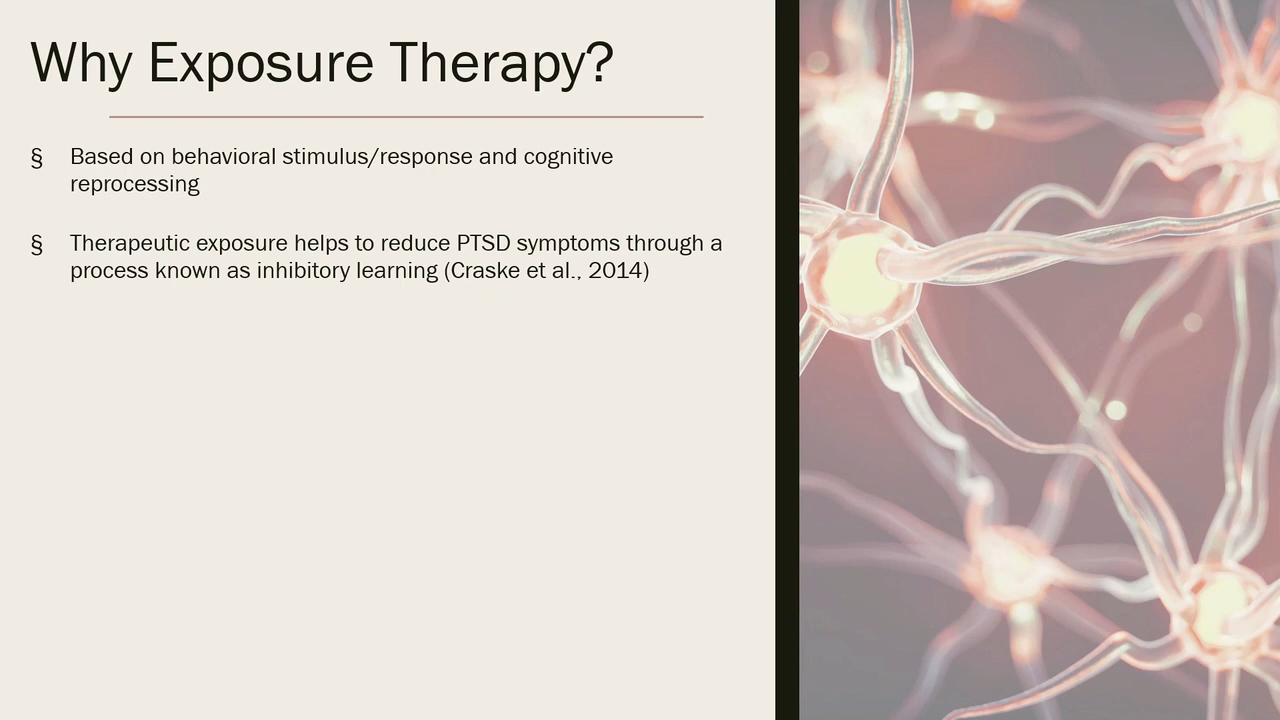 Why Exposure Therapy?
§ Based on behavioral stimulus/response and cognitive
reprocessing
§ Therapeutic exposure helps to reduce PTSD symptoms through a
process known as inhibitory learning (Craske et al., 2014)